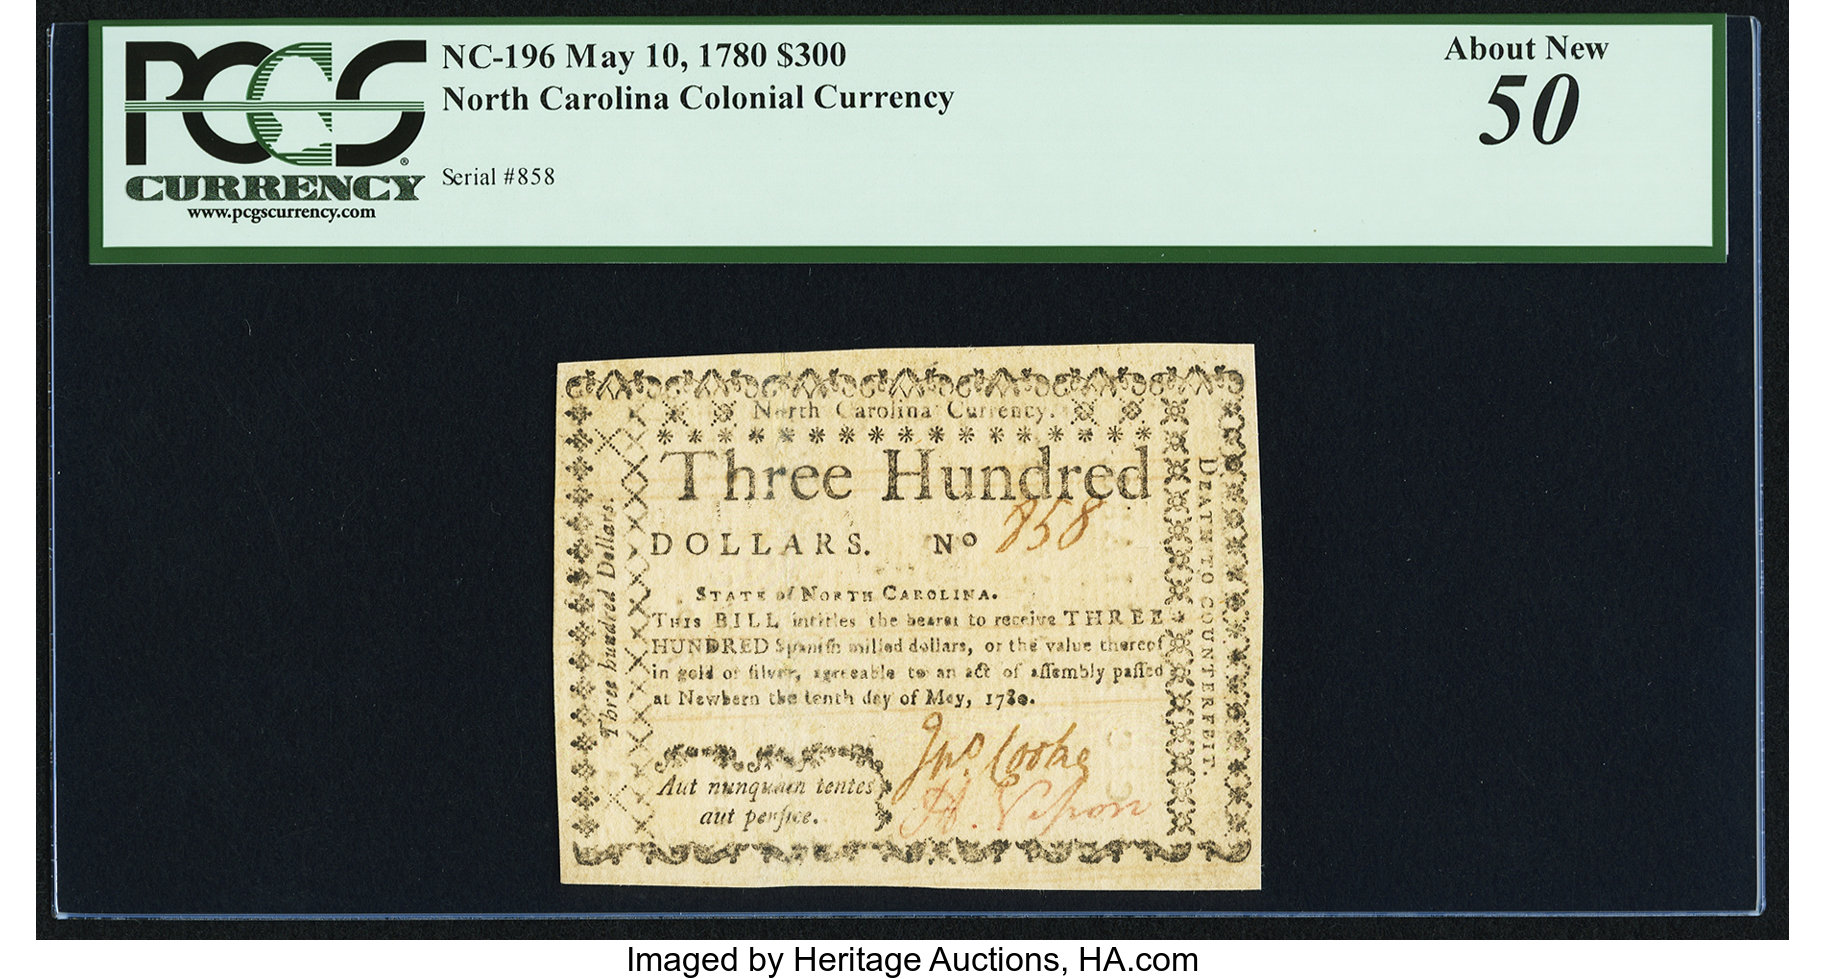 PCGS
CURRENCY
www.pcgscurrency.com
NC-196 May 10, 1780 $300
North Carolina Colonial Currency
Serial #858
About New
50
North Carolina Currency.
Three Hundred
DOLLARS. No 858
STATE of NORTH CAROLINA.
THIS BILL intitles the bearer to receive THREE
HUNDRED Spaniſh milled dollars, or the value thereof
in gold or ſilver, agreeable to an act of aſſembly paſſed
at Newbern the tenth day of May, 1780.
Aut nunquam tentes
aut perfice.
Jno Cooke
Three hundred Dollars.
DEATH TO COUNTERFEIT.
Imaged by Heritage Auctions, HA.com